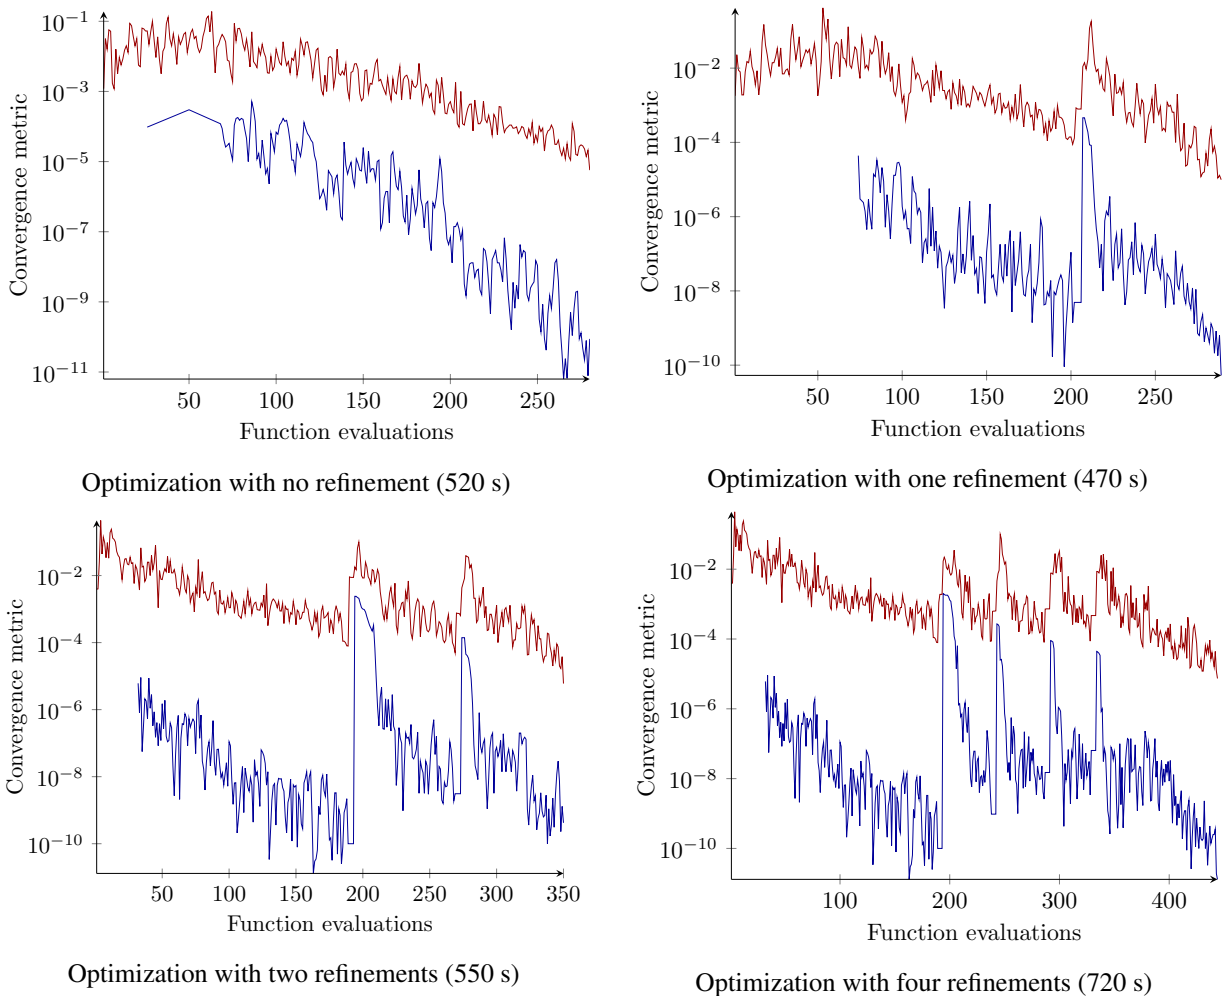 10^{-1}
10^{-3}
10^{-5}
10^{-7}
10^{-9}
10^{-11}
Convergence metric
50 100 150 200 250
Function evaluations
Optimization with no refinement (520 s)
10^{-2}
10^{-4}
10^{-6}
10^{-8}
10^{-10}
Convergence metric
50 100 150 200 250
Function evaluations
Optimization with one refinement (470 s)
10^{-2}
10^{-4}
10^{-6}
10^{-8}
10^{-10}
Convergence metric
50 100 150 200 250 300 350
Function evaluations
Optimization with two refinements (550 s)
10^{-2}
10^{-4}
10^{-6}
10^{-8}
10^{-10}
Convergence metric
100 200 300 400
Function evaluations
Optimization with four refinements (720 s)